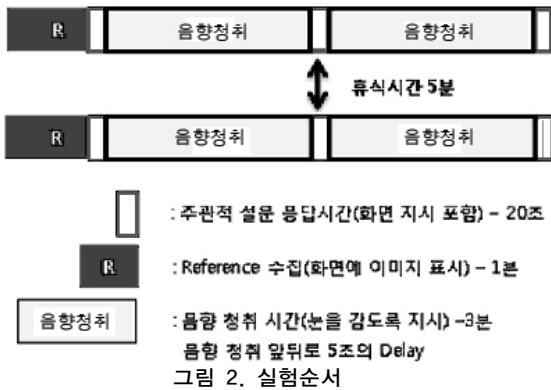 R 음향청취 음향청취
휴식시간 5분
R 음향청취 음향청취
: 주관적 설문 응답시간(화면 지시 포함) – 20초
R : Reference 수집(화면에 이미지 표시) – 1분
음향청취 : 음향 청취 시간(눈을 감도록 지시) –3분
음향 청취 앞뒤로 5초의 Delay
그림 2. 실험순서